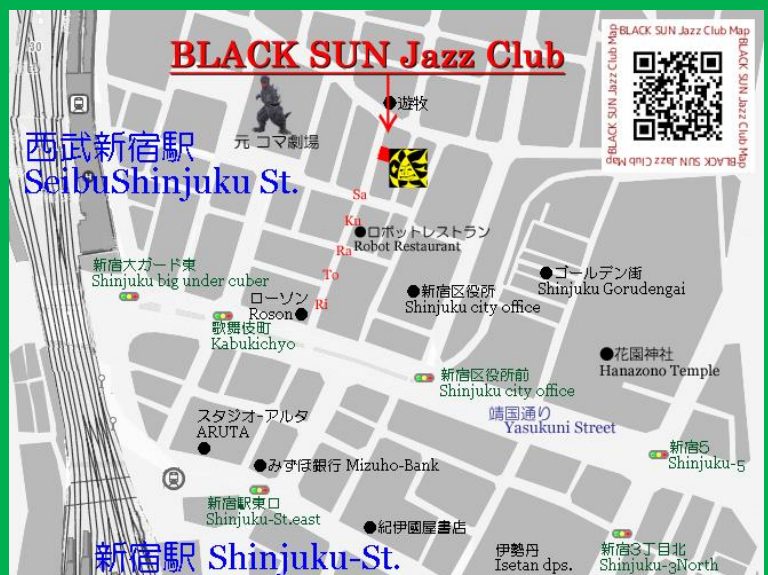 BLACK SUN Jazz Club
BLACK SUN Jazz Club Map
BLACK SUN Jazz Club Map
BLACK SUN Jazz Club Map
BLACK SUN Jazz Club Map
遊牧
元 コマ劇場
西武新宿駅
SeibuShinjuku St.
Sa
Ku
Ra
To
Ri
ロボットレストラン
Robot Restaurant
新宿大ガード東
Shinjuku big under cuber
ローソン
Roson
歌舞伎町
Kabukichyo
新宿区役所
Shinjuku city office
ゴールデン街
Shinjuku Gorudengai
花園神社
Hanazono Temple
新宿区役所前
Shinjuku city office
靖国通り
Yasukuni Street
スタジオ-アルタ
ARUTA
みずほ銀行 Mizuho-Bank
新宿5
Shinjuku-5
新宿駅東口
Shinjuku-St.east
紀伊國屋書店
伊勢丹
Isetan dps.
新宿3丁目北
Shinjuku-3North
新宿駅 Shinjuku-St.